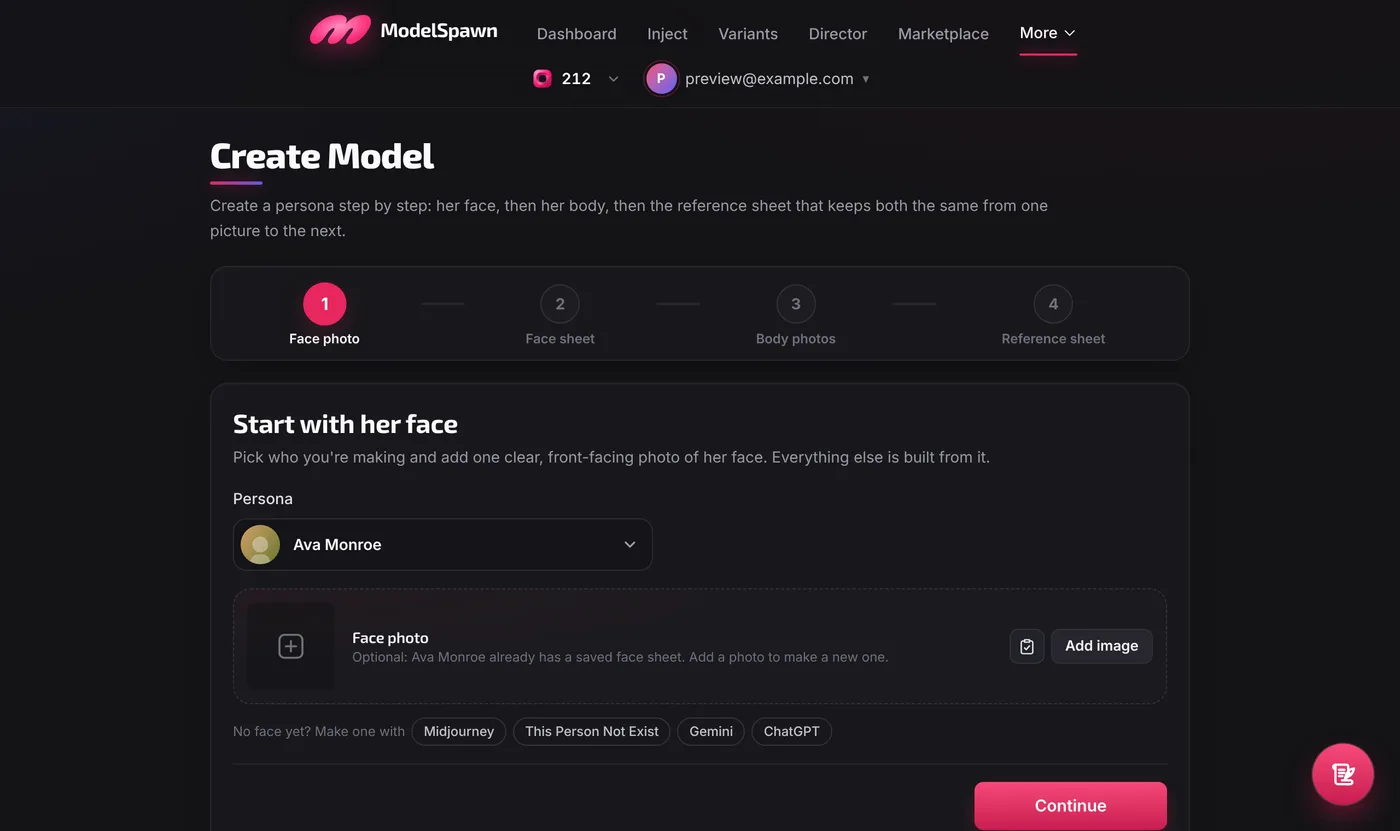 ModelSpawn
Dashboard
Inject
Variants
Director
Marketplace
More
212
P
preview@example.com
Create Model
Create a persona step by step: her face, then her body, then the reference sheet that keeps both the same from one
picture to the next.
1
Face photo
2
Face sheet
3
Body photos
4
Reference sheet
Start with her face
Pick who you're making and add one clear, front-facing photo of her face. Everything else is built from it.
Persona
Ava Monroe
Face photo
Optional: Ava Monroe already has a saved face sheet. Add a photo to make a new one.
Add image
No face yet? Make one with
Midjourney
This Person Not Exist
Gemini
ChatGPT
Continue